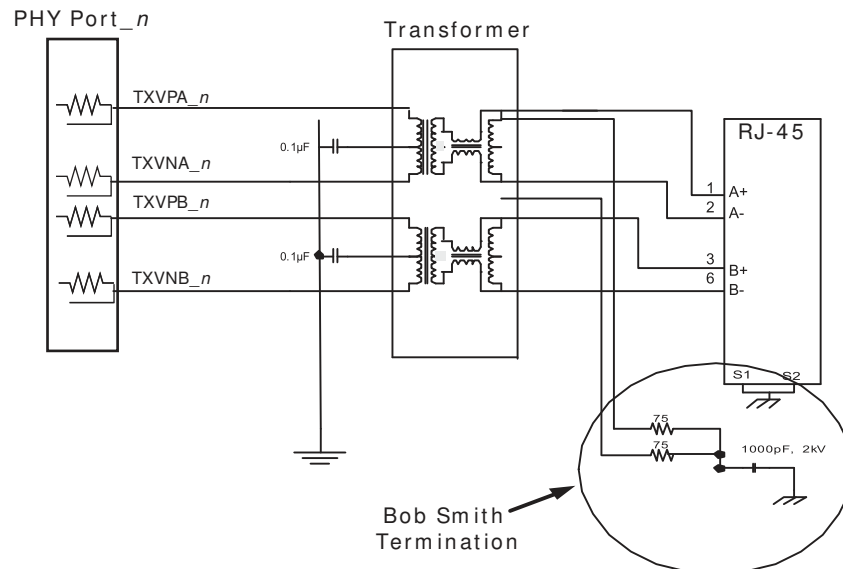 PHY Port_n
Transformer
TXVPA_n
0.1µF
TXVNA_n
TXVPB_n
0.1µF
TXVNB_n
RJ-45
1 A+
2 A-
3 B+
6 B-
S1 S2
75
75
1000pF, 2kV
Bob Smith
Termination